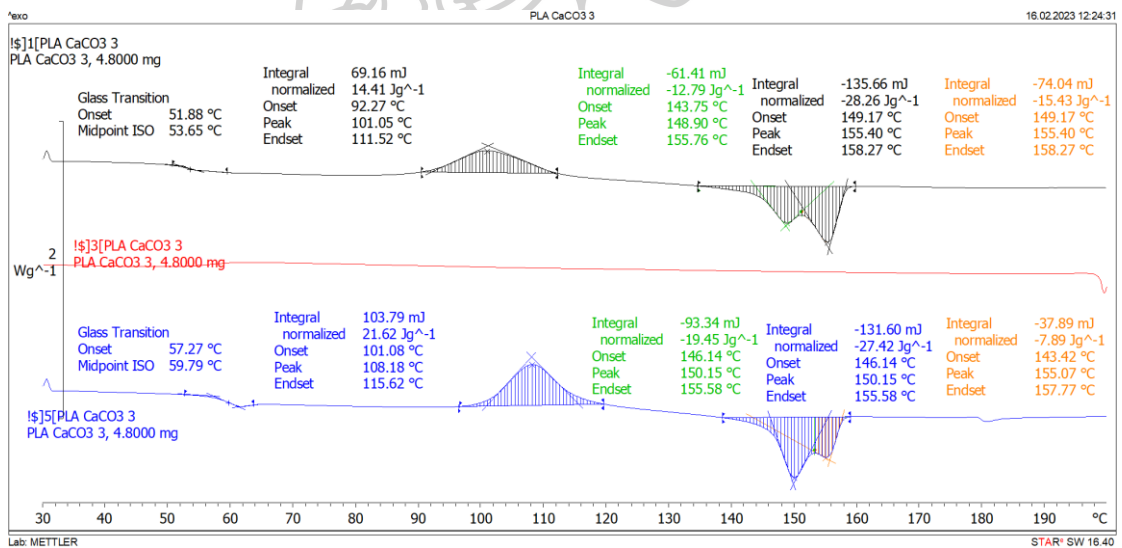 ^exo
PLA CaCO3 3
16.02.2023 12:24:31
!$]1[PLA CaCO3 3
PLA CaCO3 3, 4.8000 mg
Glass Transition
Onset 51.88 °C
Midpoint ISO 53.65 °C
Integral 69.16 mJ
normalized 14.41 Jg^-1
Onset 92.27 °C
Peak 101.05 °C
Endset 111.52 °C
Integral -61.41 mJ
normalized -12.79 Jg^-1
Onset 143.75 °C
Peak 148.90 °C
Endset 155.76 °C
Integral -135.66 mJ
normalized -28.26 Jg^-1
Onset 149.17 °C
Peak 155.40 °C
Endset 158.27 °C
Integral -74.04 mJ
normalized -15.43 Jg^-1
Onset 149.17 °C
Peak 155.40 °C
Endset 158.27 °C
2
Wg^-1
!$]3[PLA CaCO3 3
PLA CaCO3 3, 4.8000 mg
Glass Transition
Onset 57.27 °C
Midpoint ISO 59.79 °C
Integral 103.79 mJ
normalized 21.62 Jg^-1
Onset 101.08 °C
Peak 108.18 °C
Endset 115.62 °C
Integral -93.34 mJ
normalized -19.45 Jg^-1
Onset 146.14 °C
Peak 150.15 °C
Endset 155.58 °C
Integral -131.60 mJ
normalized -27.42 Jg^-1
Onset 146.14 °C
Peak 150.15 °C
Endset 155.58 °C
Integral -37.89 mJ
normalized -7.89 Jg^-1
Onset 143.42 °C
Peak 155.07 °C
Endset 157.77 °C
!$]5[PLA CaCO3 3
PLA CaCO3 3, 4.8000 mg
30 40 50 60 70 80 90 100 110 120 130 140 150 160 170 180 190 °C
Lab: METTLER
STARe SW 16.40